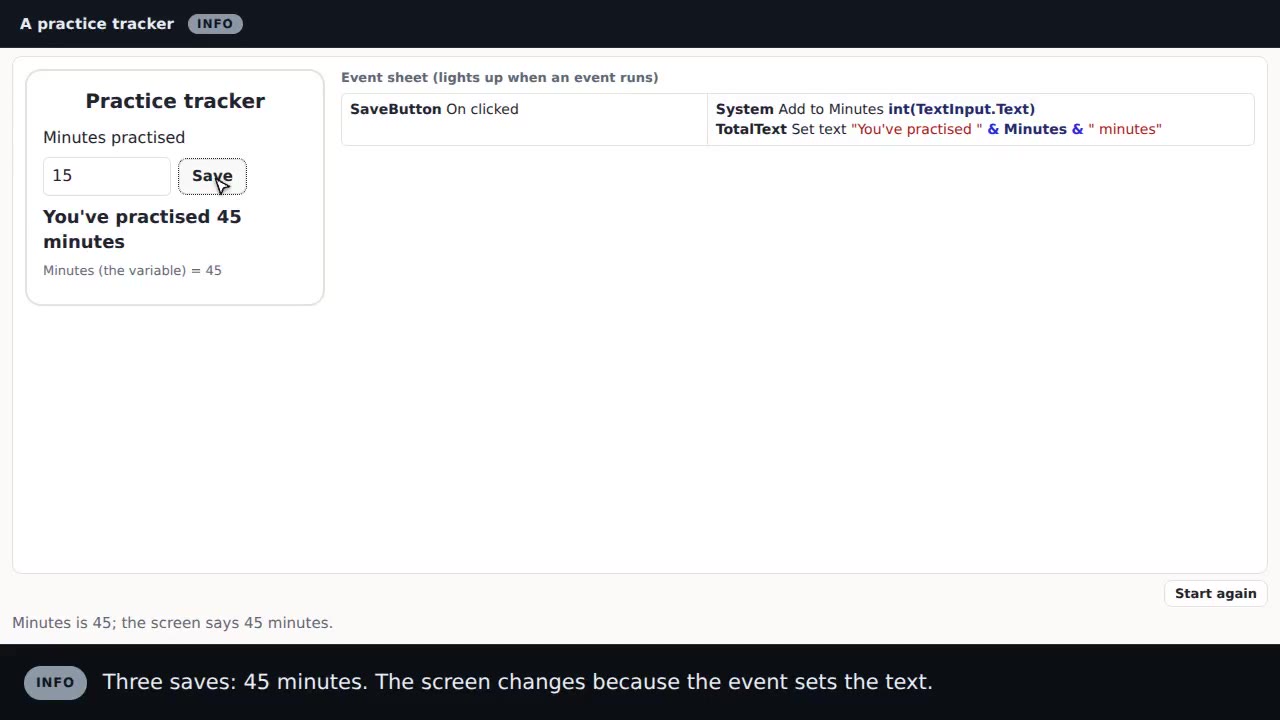 A practice tracker INFO
Practice tracker
Minutes practised
15 Save
You've practised 45
minutes
Minutes (the variable) = 45
Event sheet (lights up when an event runs)
SaveButton On clicked
System Add to Minutes int(TextInput.Text)
TotalText Set text "You've practised " & Minutes & " minutes"
Start again
Minutes is 45; the screen says 45 minutes.
INFO Three saves: 45 minutes. The screen changes because the event sets the text.